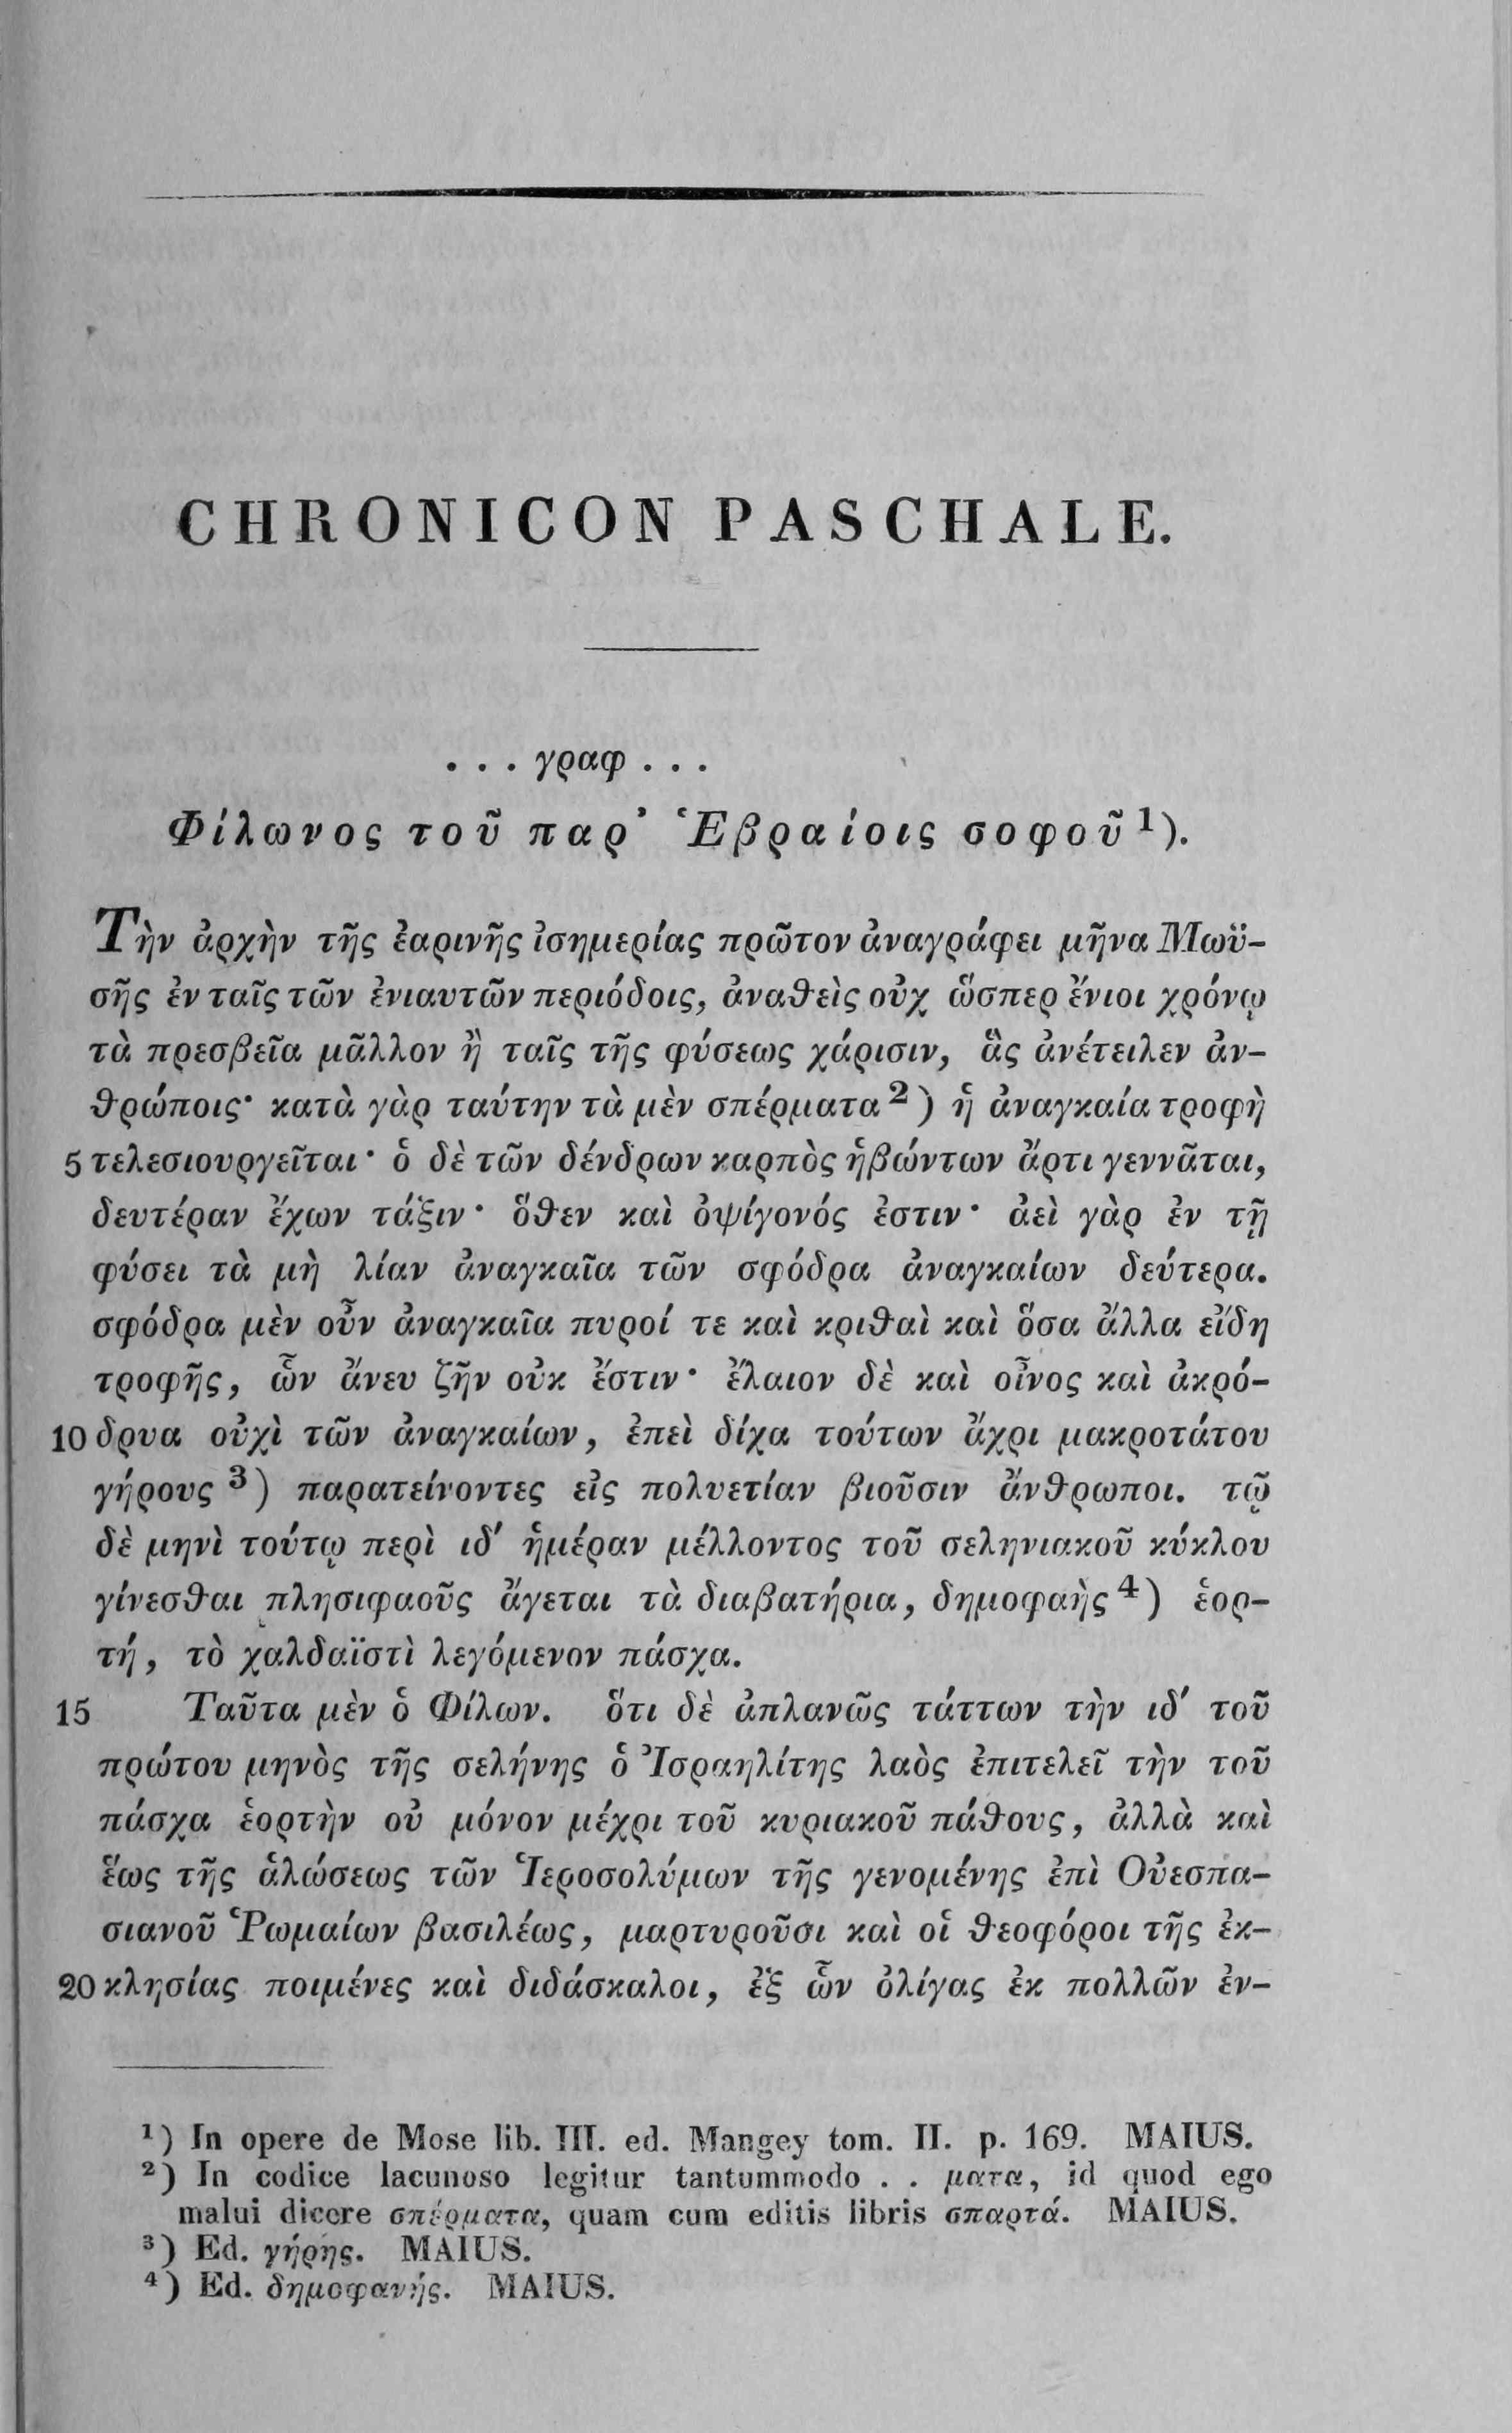 CHRONICON PASCHALE.
. . . γραφ . . .
Φίλωνος τοῦ παρ᾽ Ἑβραίοις σοφοῦ ¹).
Τὴν ἀρχὴν τῆς ἐαρινῆς ἰσημερίας πρῶτον ἀναγράφει μῆνα Μωϋ-
σῆς ἐν ταῖς τῶν ἐνιαυτῶν περιόδοις, ἀναθεὶς οὐχ ὥσπερ ἔνιοι χρόνῳ
τὰ πρεσβεῖα μᾶλλον ἢ ταῖς τῆς φύσεως χάρισιν, ἃς ἀνέτειλεν ἀν-
θρώποις· κατὰ γὰρ ταύτην τὰ μὲν σπέρματα ²) ἡ ἀναγκαία τροφὴ
5 τελεσιουργεῖται· ὁ δὲ τῶν δένδρων καρπὸς ἡβώντων ἄρτι γεννᾶται,
δευτέραν ἔχων τάξιν· ὅθεν καὶ ὀψίγονός ἐστιν· ἀεὶ γὰρ ἐν τῇ
φύσει τὰ μὴ λίαν ἀναγκαῖα τῶν σφόδρα ἀναγκαίων δεύτερα.
σφόδρα μὲν οὖν ἀναγκαῖα πυροί τε καὶ κριθαὶ καὶ ὅσα ἄλλα εἴδη
τροφῆς, ὧν ἄνευ ζῆν οὐκ ἔστιν· ἔλαιον δὲ καὶ οἶνος καὶ ἀκρό-
10 δρυα οὐχὶ τῶν ἀναγκαίων, ἐπεὶ δίχα τούτων ἄχρι μακροτάτου
γήρους ³) παρατείνοντες εἰς πολυετίαν βιοῦσιν ἄνθρωποι. τῷ
δὲ μηνὶ τούτῳ περὶ ιδ′ ἡμέραν μέλλοντος τοῦ σεληνιακοῦ κύκλου
γίνεσθαι πλησιφαοῦς ἄγεται τὰ διαβατήρια, δημοφαὴς ⁴) ἑορ-
τή, τὸ χαλδαϊστὶ λεγόμενον πάσχα.
15 Ταῦτα μὲν ὁ Φίλων. ὅτι δὲ ἀπλανῶς τάττων τὴν ιδ′ τοῦ
πρώτου μηνὸς τῆς σελήνης ὁ Ἰσραηλίτης λαὸς ἐπιτελεῖ τὴν τοῦ
πάσχα ἑορτὴν οὐ μόνον μέχρι τοῦ κυριακοῦ πάθους, ἀλλὰ καὶ
ἕως τῆς ἁλώσεως τῶν Ἱεροσολύμων τῆς γενομένης ἐπὶ Οὐεσπα-
σιανοῦ Ῥωμαίων βασιλέως, μαρτυροῦσι καὶ οἱ θεοφόροι τῆς ἐκ-
20 κλησίας ποιμένες καὶ διδάσκαλοι, ἐξ ὧν ὀλίγας ἐκ πολλῶν ἐν-
¹) In opere de Mose lib. III. ed. Mangey tom. II. p. 169. MAIUS.
²) In codice lacunoso legitur tantummodo . . ματα, id quod ego
malui dicere σπέρματα, quam cum editis libris σπαρτά. MAIUS.
³) Ed. γήρης. MAIUS.
⁴) Ed. δημοφανής. MAIUS.